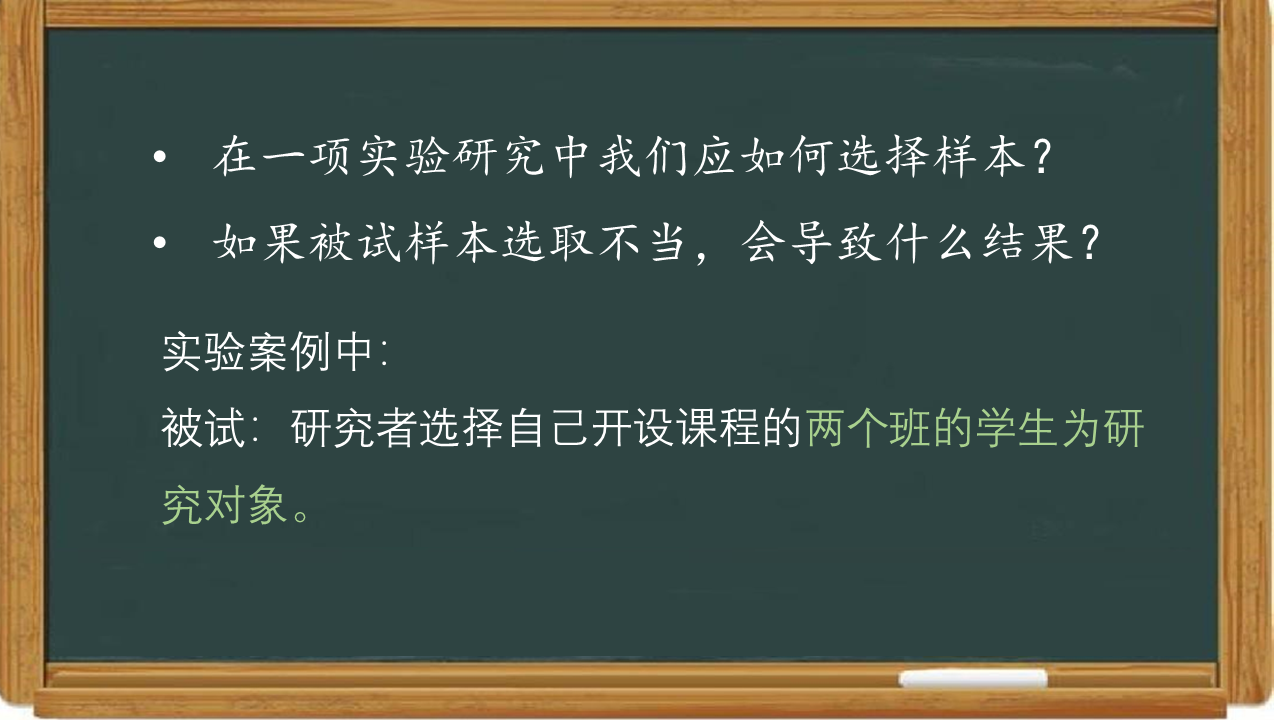 • 在一项实验研究中我们应如何选择样本？
• 如果被试样本选取不当，会导致什么结果？
实验案例中：
被试：研究者选择自己开设课程的两个班的学生为研
究对象。